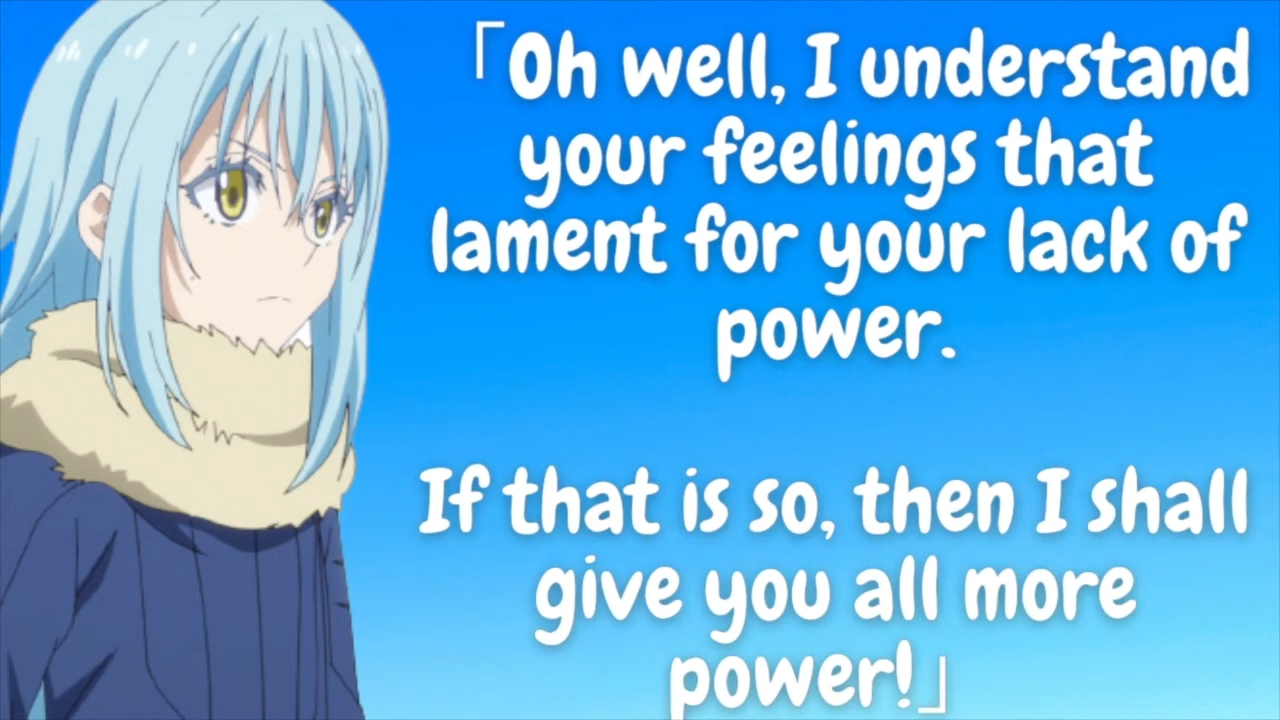 「Oh well, I understand
your feelings that
lament for your lack of
power.
If that is so, then I shall
give you all more
power!」